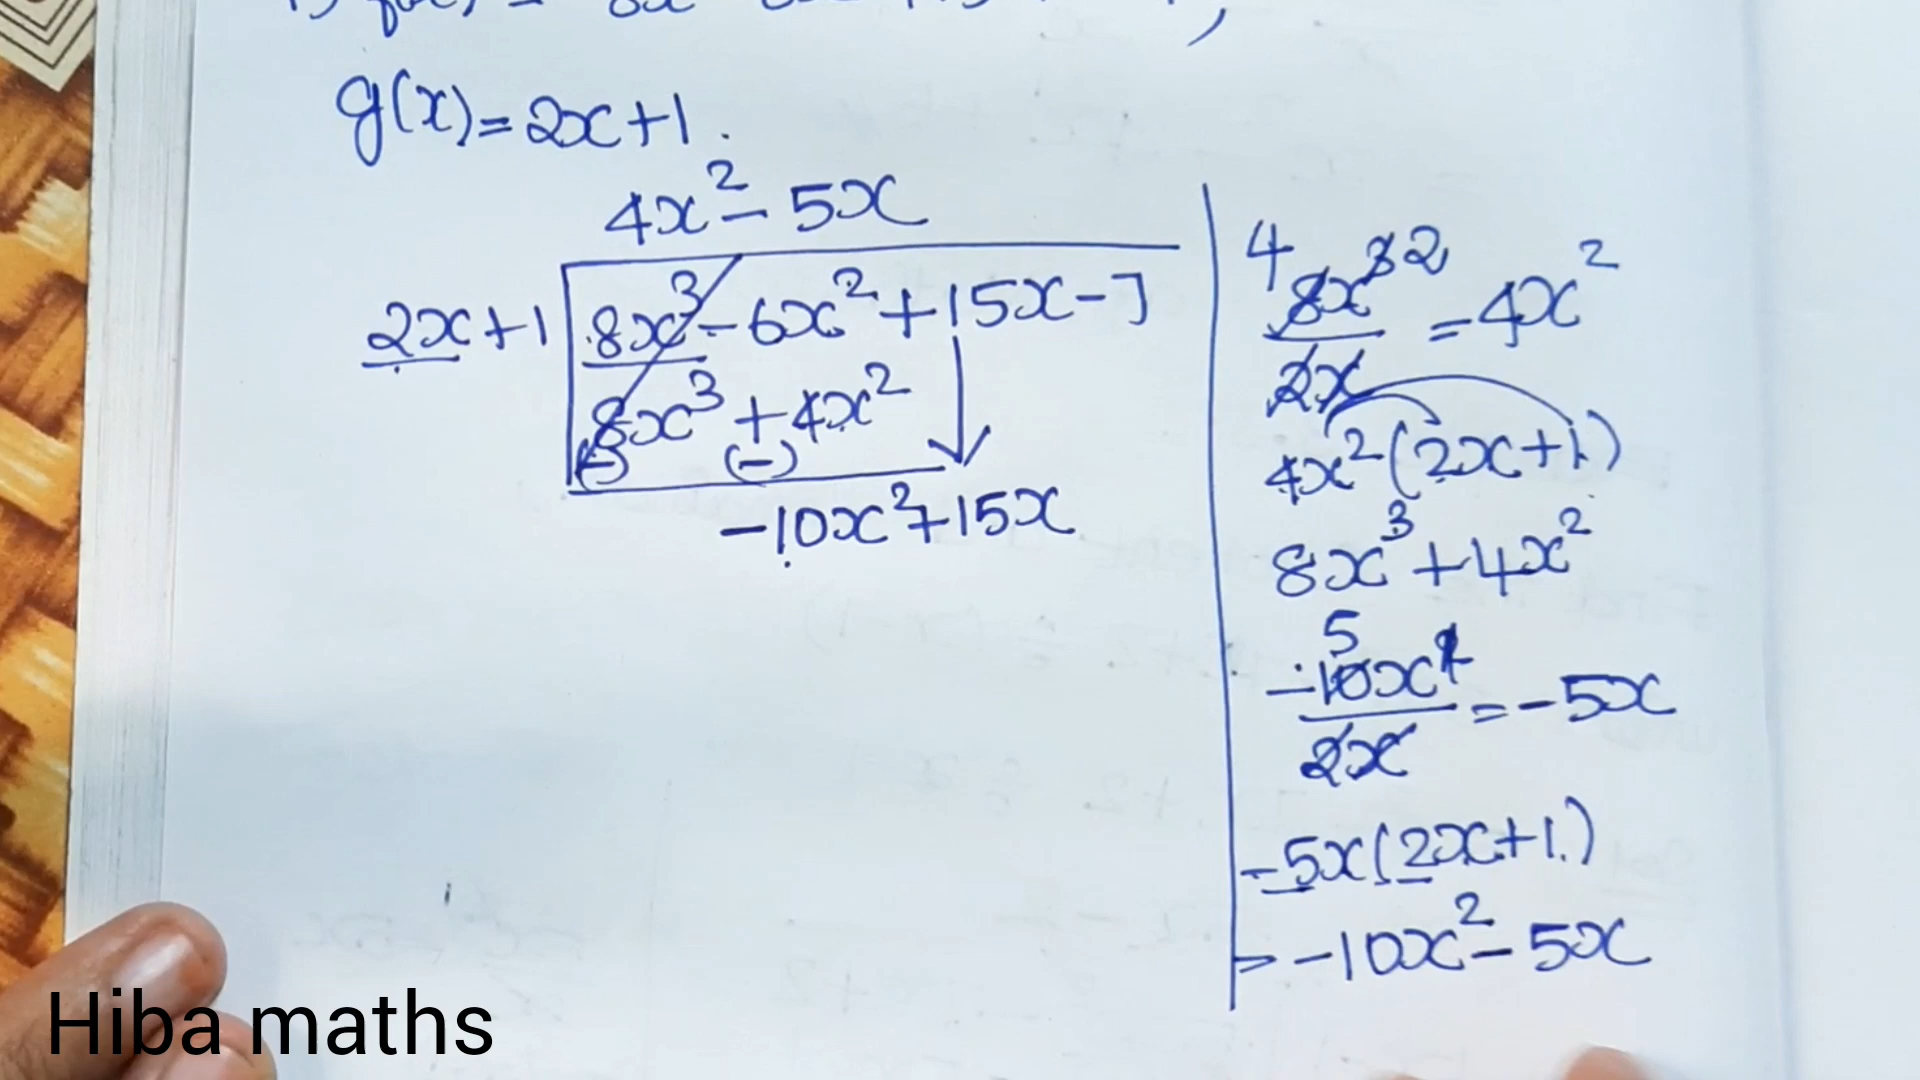 g(x)=2x+1.
4x² - 5x
2x+1 8x³ - 6x² + 15x - 7
8x³ + 4x²
(-) (-)
-10x² + 15x
4 8x³ 2
2x
= 4x²
4x²(2x+1)
8x³ + 4x²
5
-10x²
2x
= -5x
-5x(2x+1)
-10x² - 5x
Hiba maths